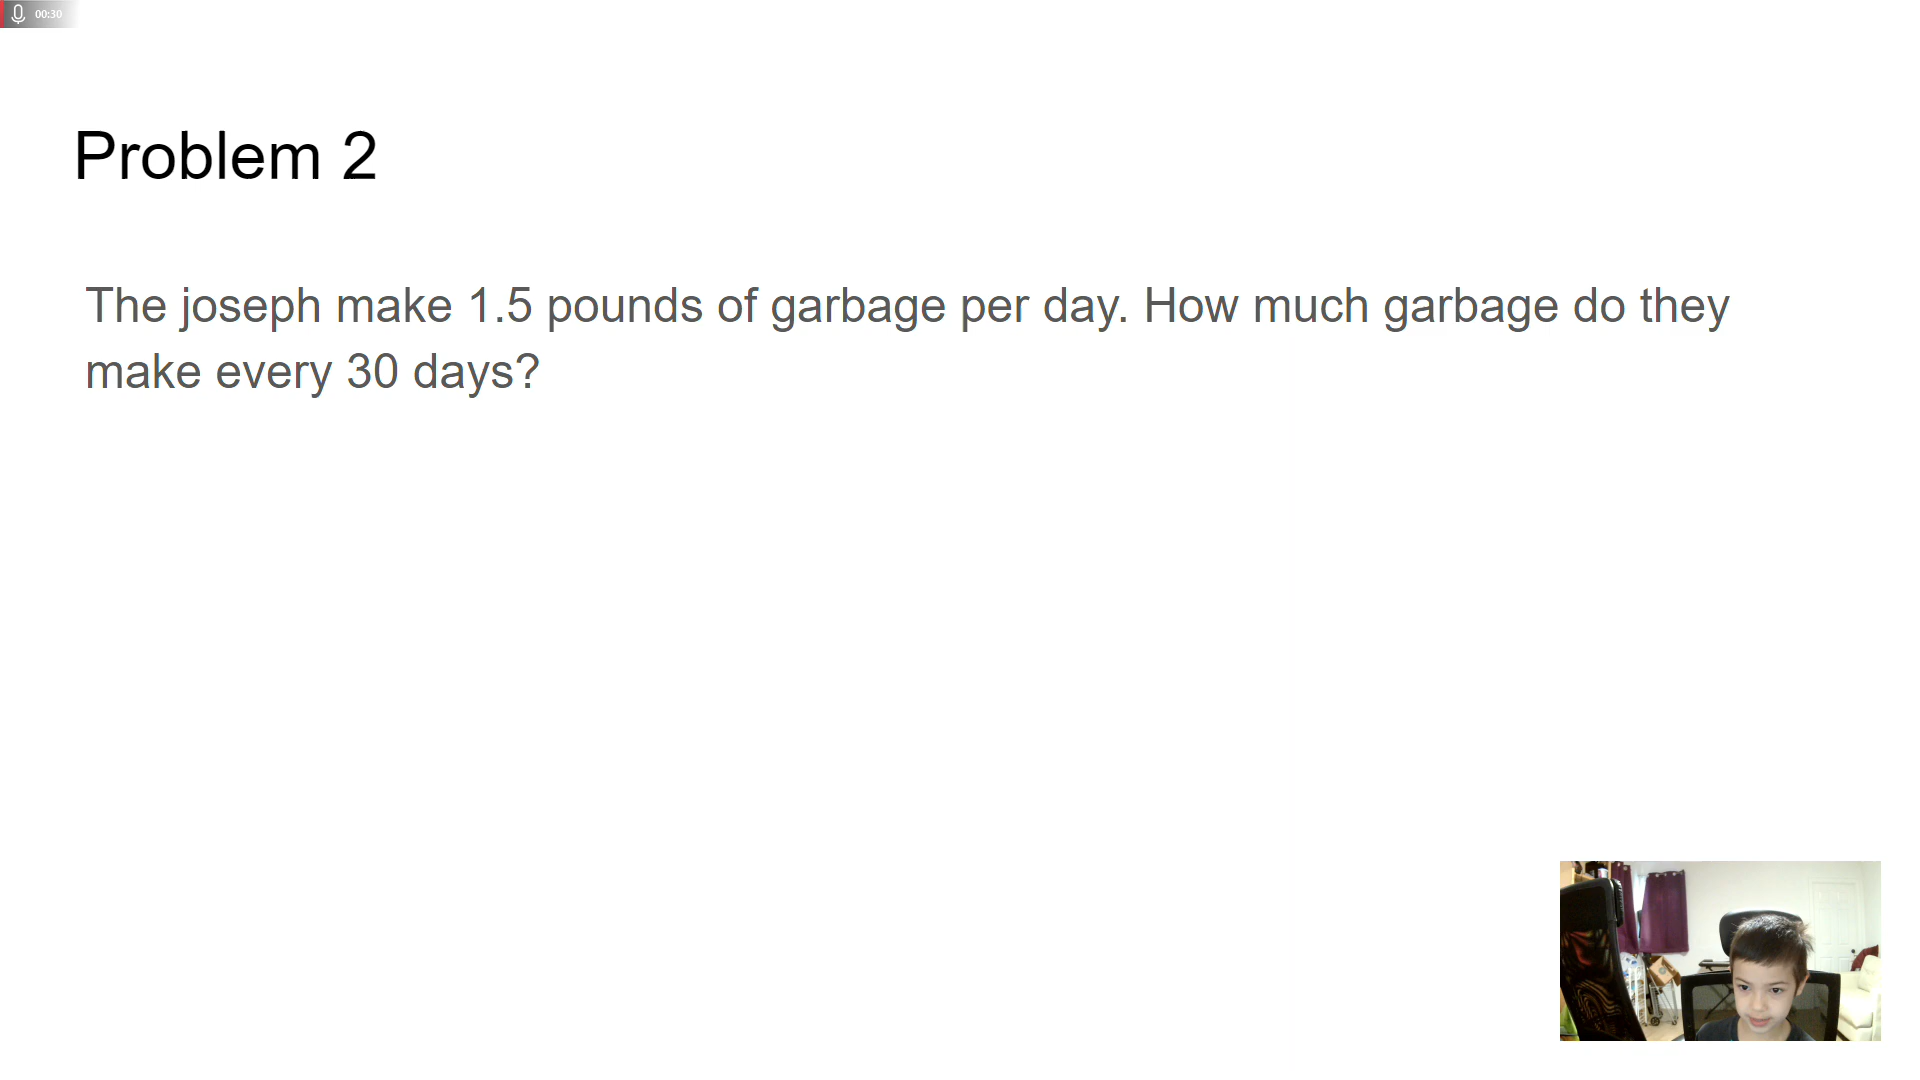 00:30
Problem 2
The joseph make 1.5 pounds of garbage per day. How much garbage do they
make every 30 days?